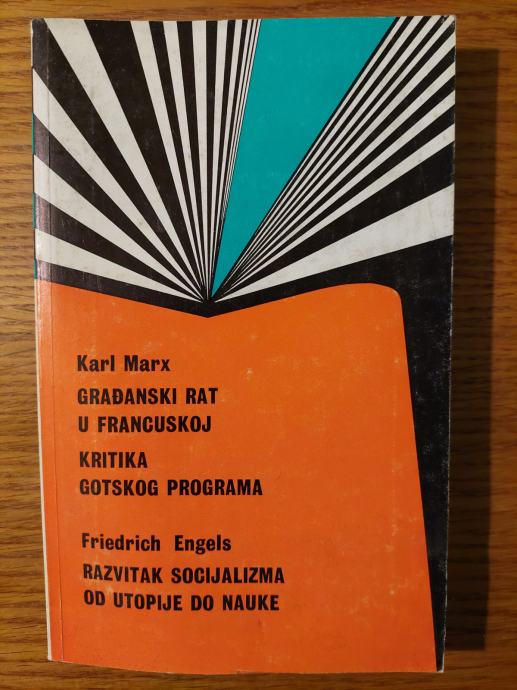 Karl Marx
GRAĐANSKI RAT
U FRANCUSKOJ
KRITIKA
GOTSKOG PROGRAMA
Friedrich Engels
RAZVITAK SOCIJALIZMA
OD UTOPIJE DO NAUKE